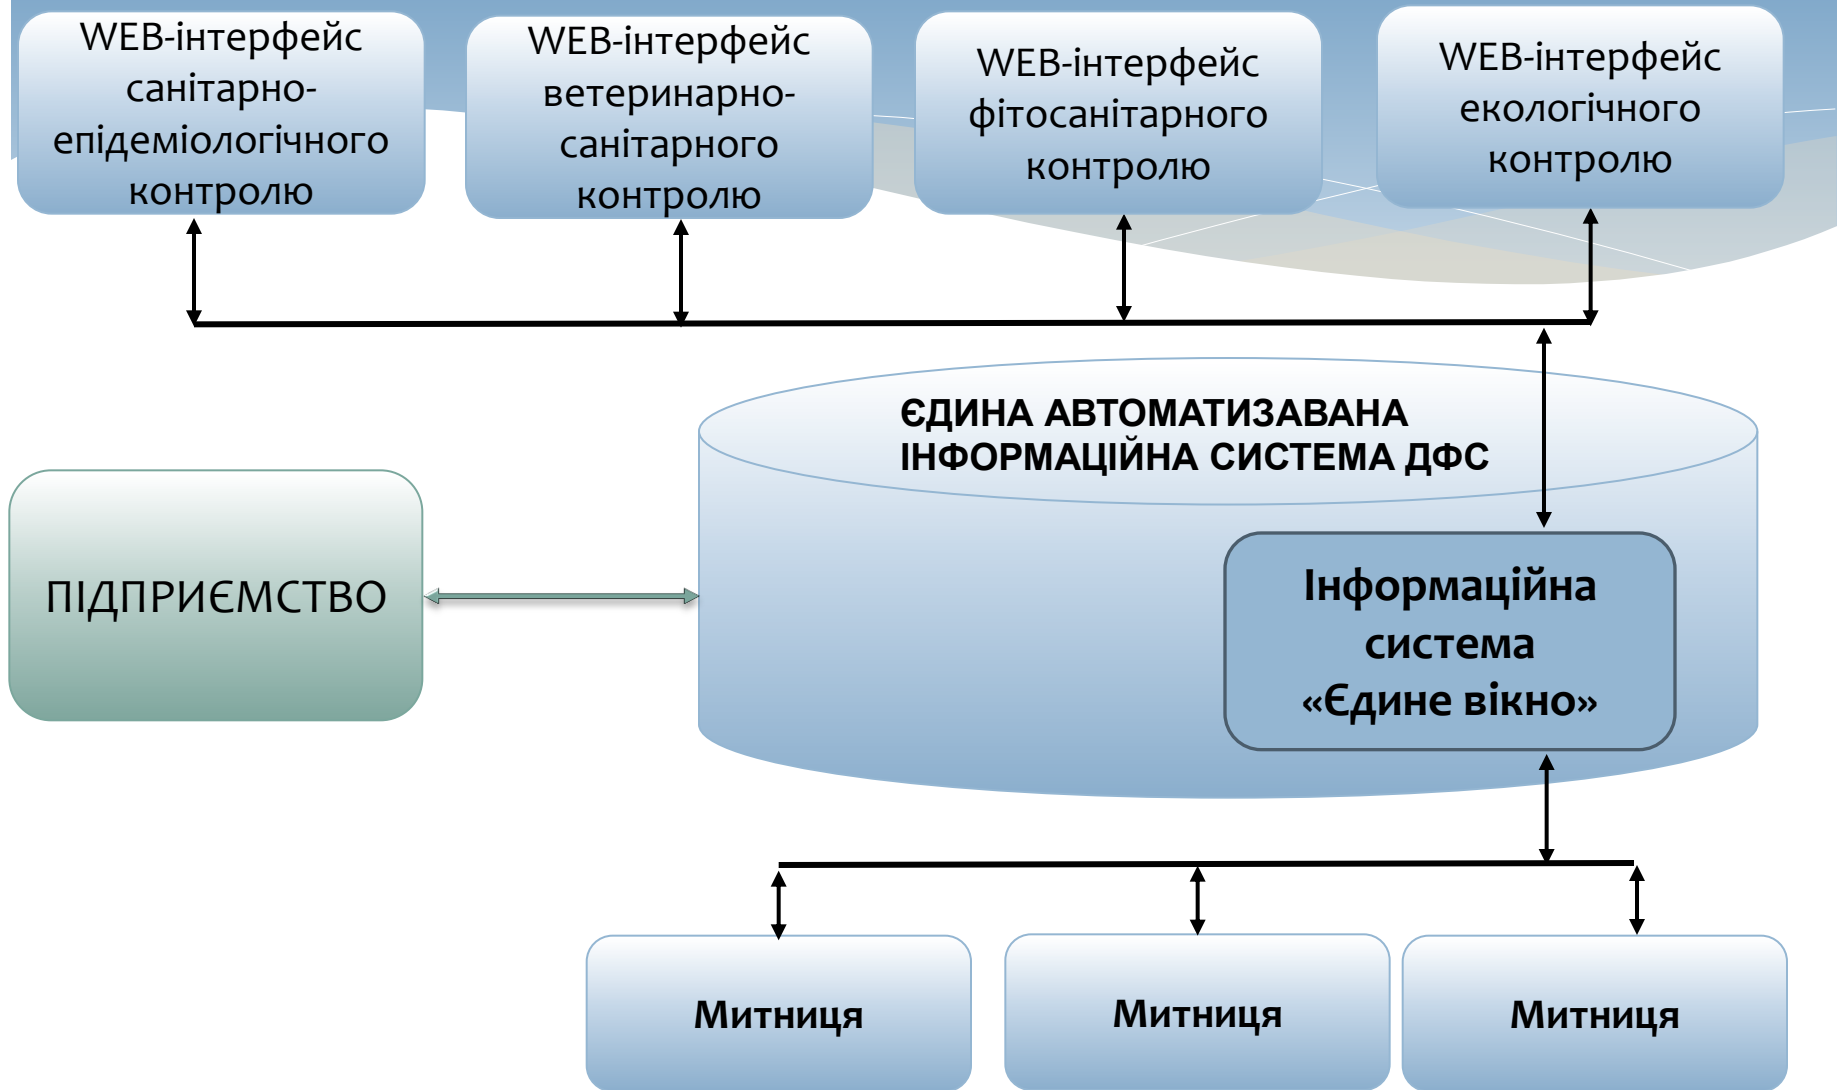 WEB-інтерфейс
санітарно-
епідеміологічного
контролю
WEB-інтерфейс
ветеринарно-
санітарного
контролю
WEB-інтерфейс
фітосанітарного
контролю
WEB-інтерфейс
екологічного
контролю
ЄДИНА АВТОМАТИЗАВАНА
ІНФОРМАЦІЙНА СИСТЕМА ДФС
ПІДПРИЄМСТВО
Інформаційна
система
«Єдине вікно»
Митниця
Митниця
Митниця